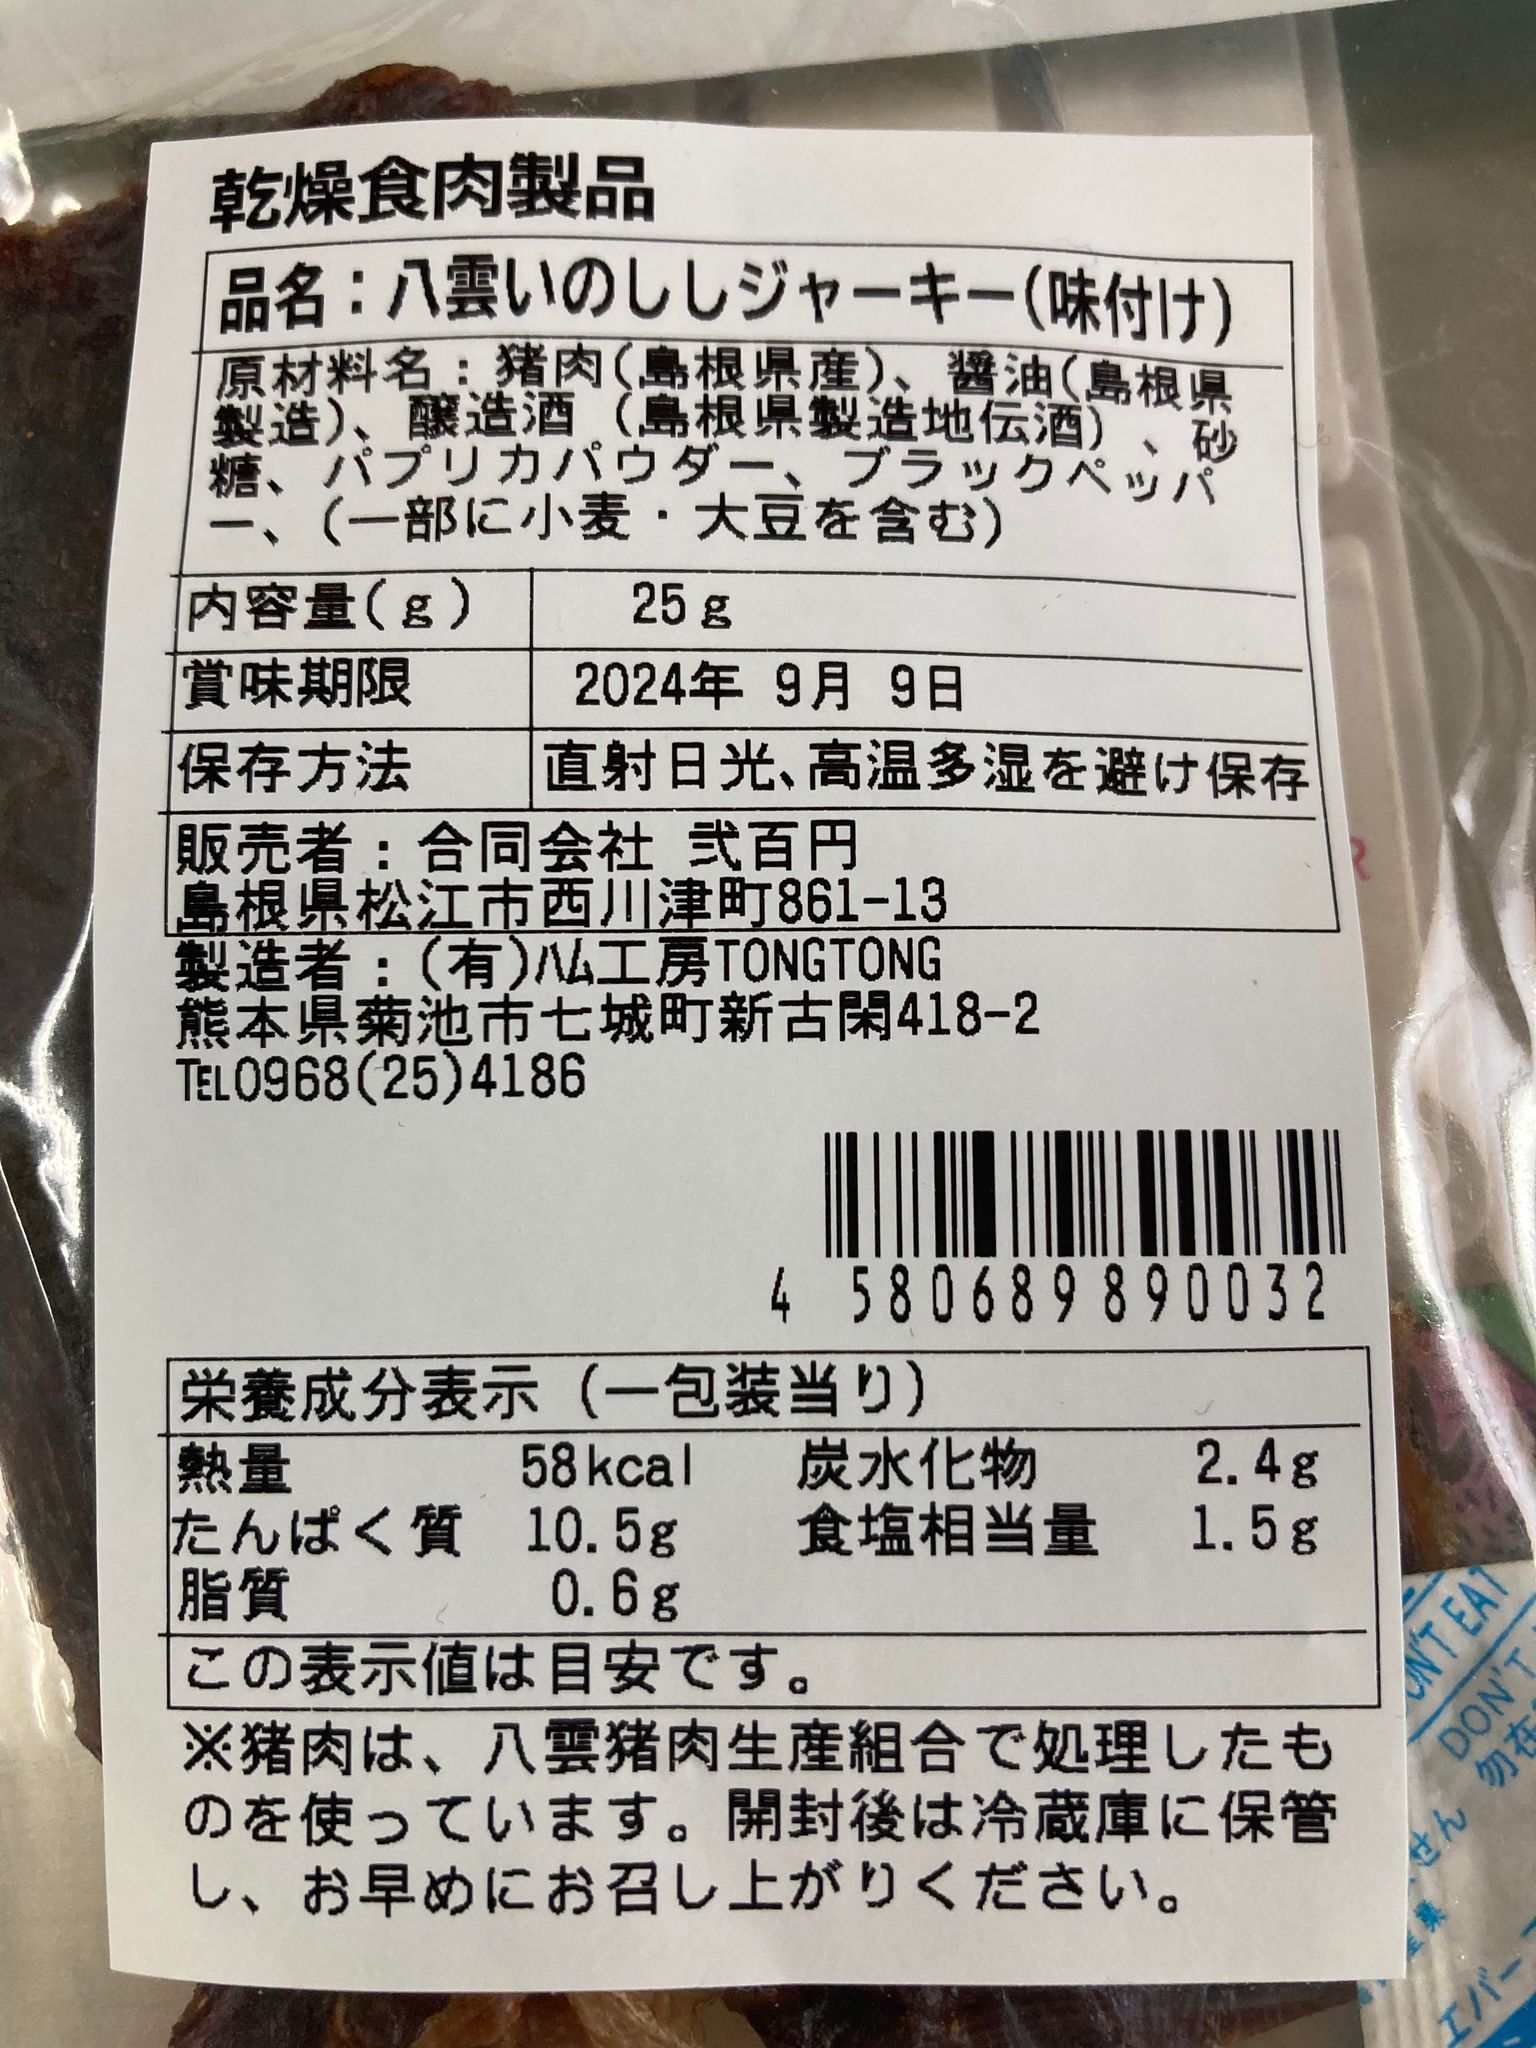 乾燥食肉製品
品名：八雲いのししジャーキー(味付け)
原材料名：猪肉(島根県産)、醤油(島根県
製造)、醸造酒（島根県製造地伝酒）、砂
糖、パプリカパウダー、ブラックペッパ
ー、(一部に小麦・大豆を含む)
内容量(g) 25g
賞味期限 2024年 9月 9日
保存方法 直射日光、高温多湿を避け保存
販売者：合同会社 弐百円
島根県松江市西川津町861-13
製造者：(有)ハム工房TONGTONG
熊本県菊池市七城町新古閑418-2
TEL0968(25)4186
4 580689 890032
栄養成分表示（一包装当り）
熱量 58kcal 炭水化物 2.4g
たんぱく質 10.5g 食塩相当量 1.5g
脂質 0.6g
この表示値は目安です。
※猪肉は、八雲猪肉生産組合で処理したも
のを使っています。開封後は冷蔵庫に保管
し、お早めにお召し上がりください。
DON'T EAT
DON'T
せん
エバー